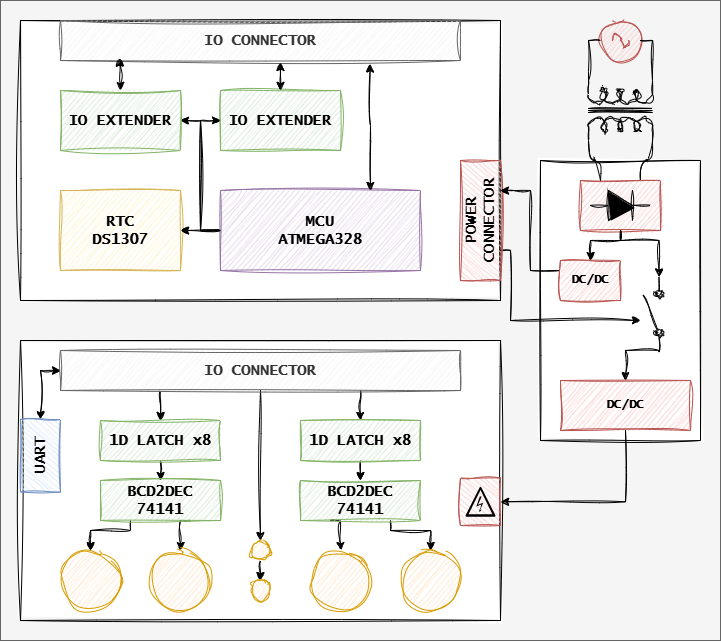 IO CONNECTOR
IO EXTENDER
IO EXTENDER
RTC
DS1307
MCU
ATMEGA328
POWER
CONNECTOR
DC/DC
DC/DC
IO CONNECTOR
UART
1D LATCH x8
1D LATCH x8
BCD2DEC
74141
BCD2DEC
74141